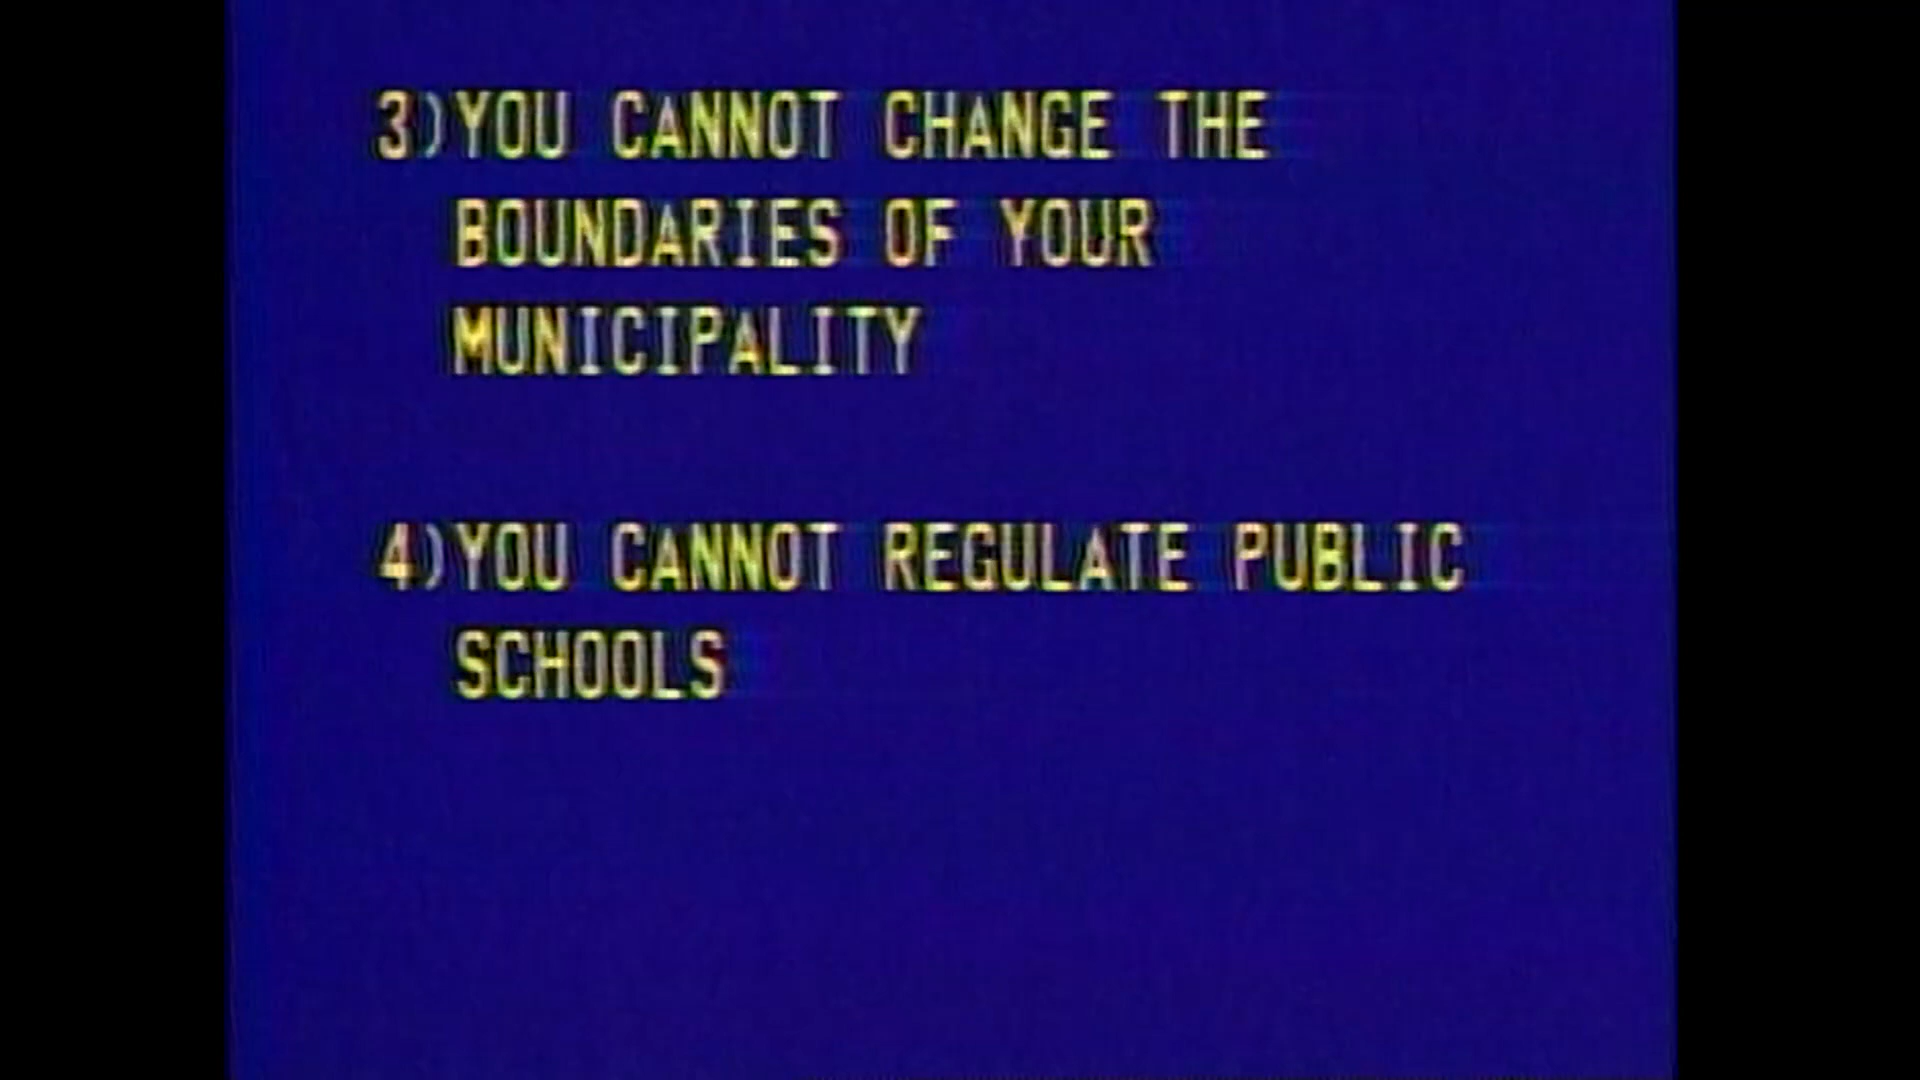 3)YOU CANNOT CHANGE THE
BOUNDARIES OF YOUR
MUNICIPALITY
4)YOU CANNOT REGULATE PUBLIC
SCHOOLS